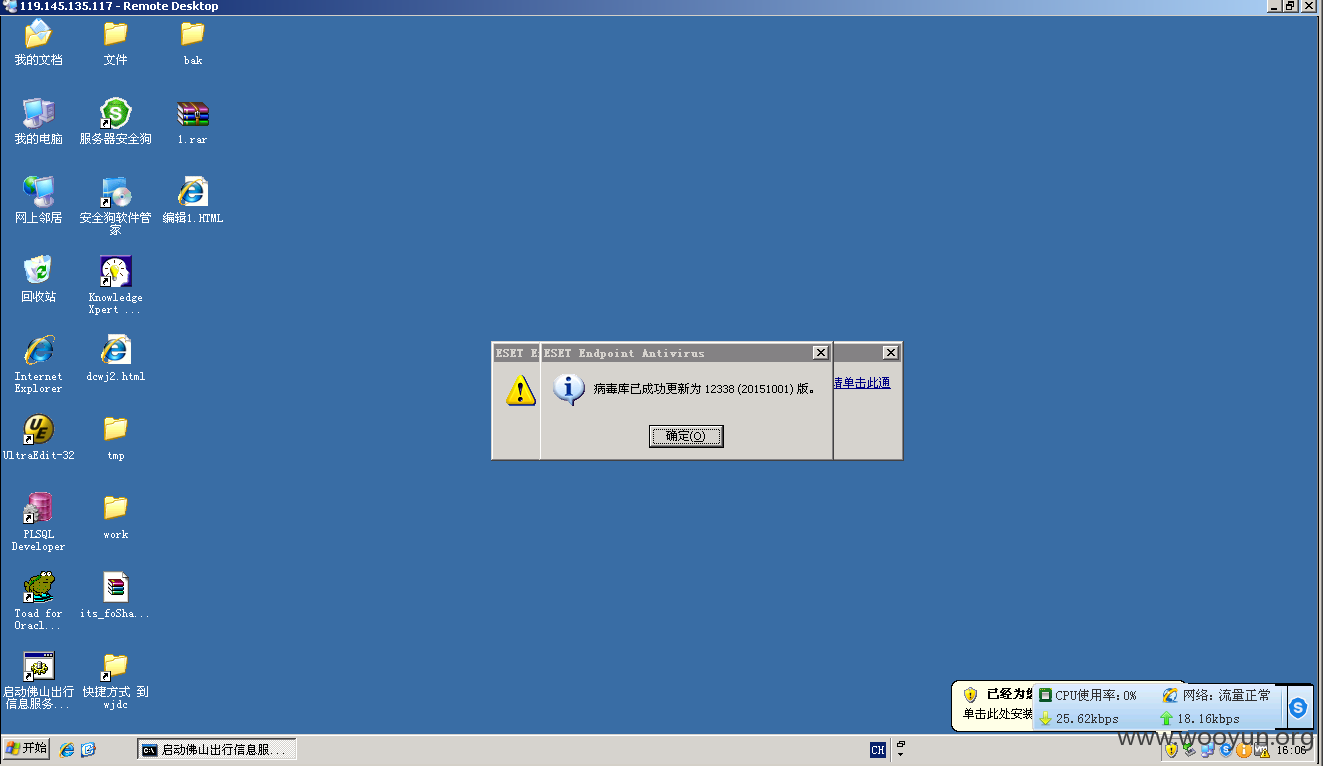 119.145.135.117 - Remote Desktop
我的文档
文件
bak
我的电脑
服务器安全狗
1.rar
网上邻居
安全狗软件管
家
编辑1.HTML
回收站
Knowledge
Xpert ...
Internet
Explorer
dcwj2.html
UltraEdit-32
tmp
PLSQL
Developer
work
Toad for
Oracl...
its_foSha...
启动佛山出行
信息服务...
快捷方式 到
wjdc
ESET E
ESET Endpoint Antivirus
病毒库已成功更新为 12338 (20151001) 版。
请单击此通
确定(O)
已经为您
单击此处安装
CPU使用率: 0%
网络: 流量正常
25.62kbps
18.16kbps
开始
启动佛山出行信息服...
CH
www.wooyun.org
16:06